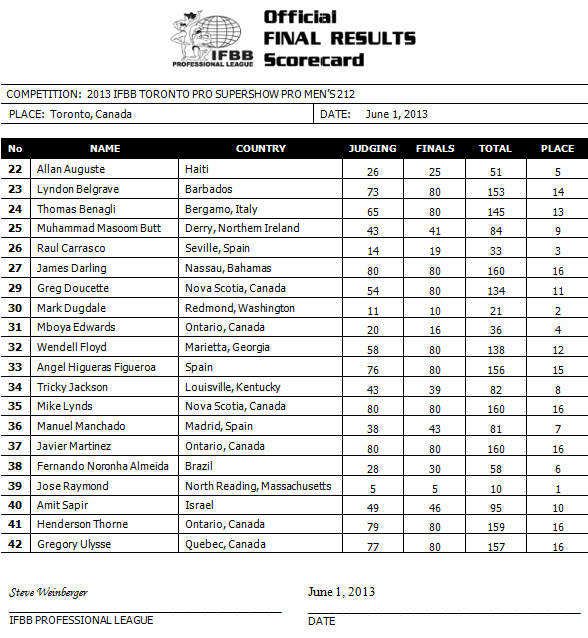 Official
FINAL RESULTS
Scorecard
IFBB
PROFESSIONAL LEAGUE
COMPETITION: 2013 IFBB TORONTO PRO SUPERSHOW PRO MEN'S 212
PLACE: Toronto, Canada DATE: June 1, 2013
No NAME COUNTRY JUDGING FINALS TOTAL PLACE
22 Allan Auguste Haiti 26 25 51 5
23 Lyndon Belgrave Barbados 73 80 153 14
24 Thomas Benagli Bergamo, Italy 65 80 145 13
25 Muhammad Masoom Butt Derry, Northern Ireland 43 41 84 9
26 Raul Carrasco Seville, Spain 14 19 33 3
27 James Darling Nassau, Bahamas 80 80 160 16
29 Greg Doucette Nova Scotia, Canada 54 80 134 11
30 Mark Dugdale Redmond, Washington 11 10 21 2
31 Mboya Edwards Ontario, Canada 20 16 36 4
32 Wendell Floyd Marietta, Georgia 58 80 138 12
33 Angel Higueras Figueroa Spain 76 80 156 15
34 Tricky Jackson Louisville, Kentucky 43 39 82 8
35 Mike Lynds Nova Scotia, Canada 80 80 160 16
36 Manuel Manchado Madrid, Spain 38 43 81 7
37 Javier Martinez Ontario, Canada 80 80 160 16
38 Fernando Noronha Almeida Brazil 28 30 58 6
39 Jose Raymond North Reading, Massachusetts 5 5 10 1
40 Amit Sapir Israel 49 46 95 10
41 Henderson Thorne Ontario, Canada 79 80 159 16
42 Gregory Ulysse Quebec, Canada 77 80 157 16
Steve Weinberger June 1, 2013
IFBB PROFESSIONAL LEAGUE DATE